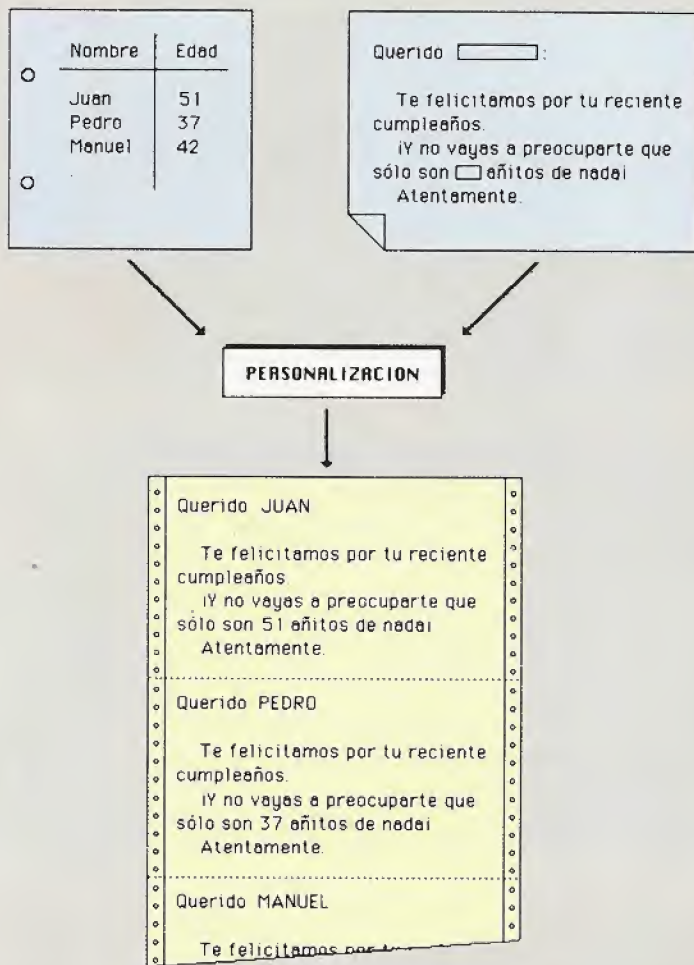 Nombre Edad
Juan 51
Pedro 37
Manuel 42
Querido :
Te felicitamos por tu reciente
cumpleaños.
¡Y no vayas a preocuparte que
sólo son añitos de nada¡
Atentamente.
PERSONALIZACION
Querido JUAN
Te felicitamos por tu reciente
cumpleaños
¡Y no vayas a preocuparte que
sólo son 51 añitos de nada¡
Atentamente.
Querido PEDRO
Te felicitamos por tu reciente
cumpleaños.
¡Y no vayas a preocuparte que
sólo son 37 añitos de nada¡
Atentamente.
Querido MANUEL
Te felicitamos por